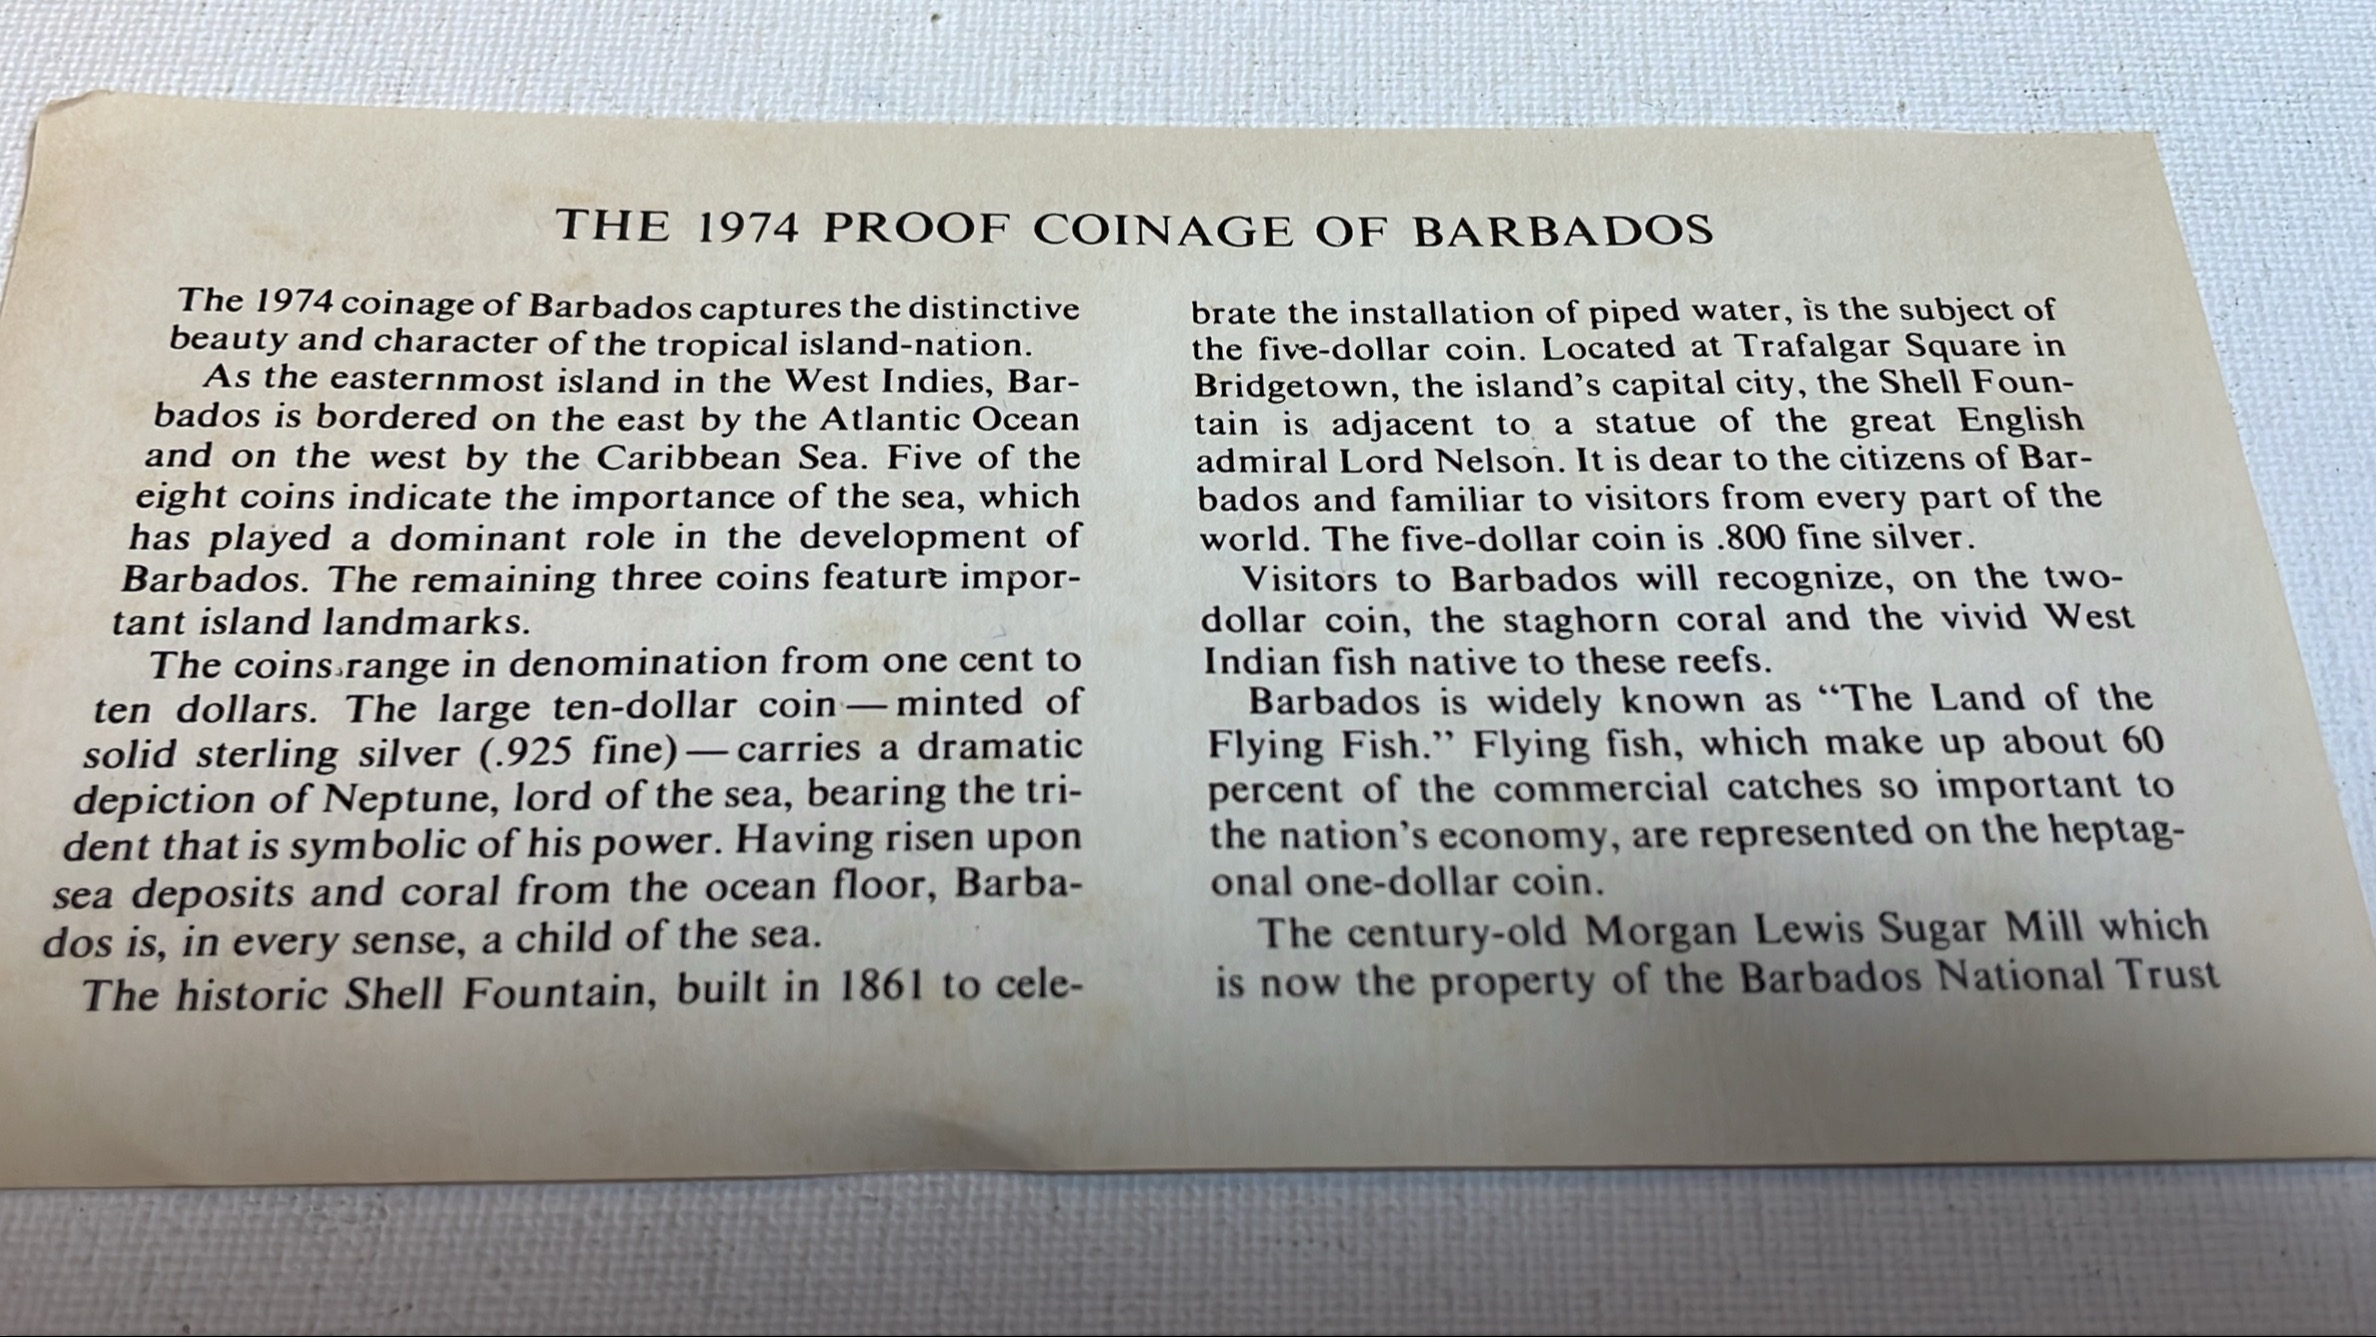 THE 1974 PROOF COINAGE OF BARBADOS
The 1974 coinage of Barbados captures the distinctive
beauty and character of the tropical island-nation.
As the easternmost island in the West Indies, Bar-
bados is bordered on the east by the Atlantic Ocean
and on the west by the Caribbean Sea. Five of the
eight coins indicate the importance of the sea, which
has played a dominant role in the development of
Barbados. The remaining three coins feature impor-
tant island landmarks.
The coins range in denomination from one cent to
ten dollars. The large ten-dollar coin — minted of
solid sterling silver (.925 fine) — carries a dramatic
depiction of Neptune, lord of the sea, bearing the tri-
dent that is symbolic of his power. Having risen upon
sea deposits and coral from the ocean floor, Barba-
dos is, in every sense, a child of the sea.
The historic Shell Fountain, built in 1861 to cele-
brate the installation of piped water, is the subject of
the five-dollar coin. Located at Trafalgar Square in
Bridgetown, the island's capital city, the Shell Foun-
tain is adjacent to a statue of the great English
admiral Lord Nelson. It is dear to the citizens of Bar-
bados and familiar to visitors from every part of the
world. The five-dollar coin is .800 fine silver.
Visitors to Barbados will recognize, on the two-
dollar coin, the staghorn coral and the vivid West
Indian fish native to these reefs.
Barbados is widely known as “The Land of the
Flying Fish.” Flying fish, which make up about 60
percent of the commercial catches so important to
the nation's economy, are represented on the heptag-
onal one-dollar coin.
The century-old Morgan Lewis Sugar Mill which
is now the property of the Barbados National Trust